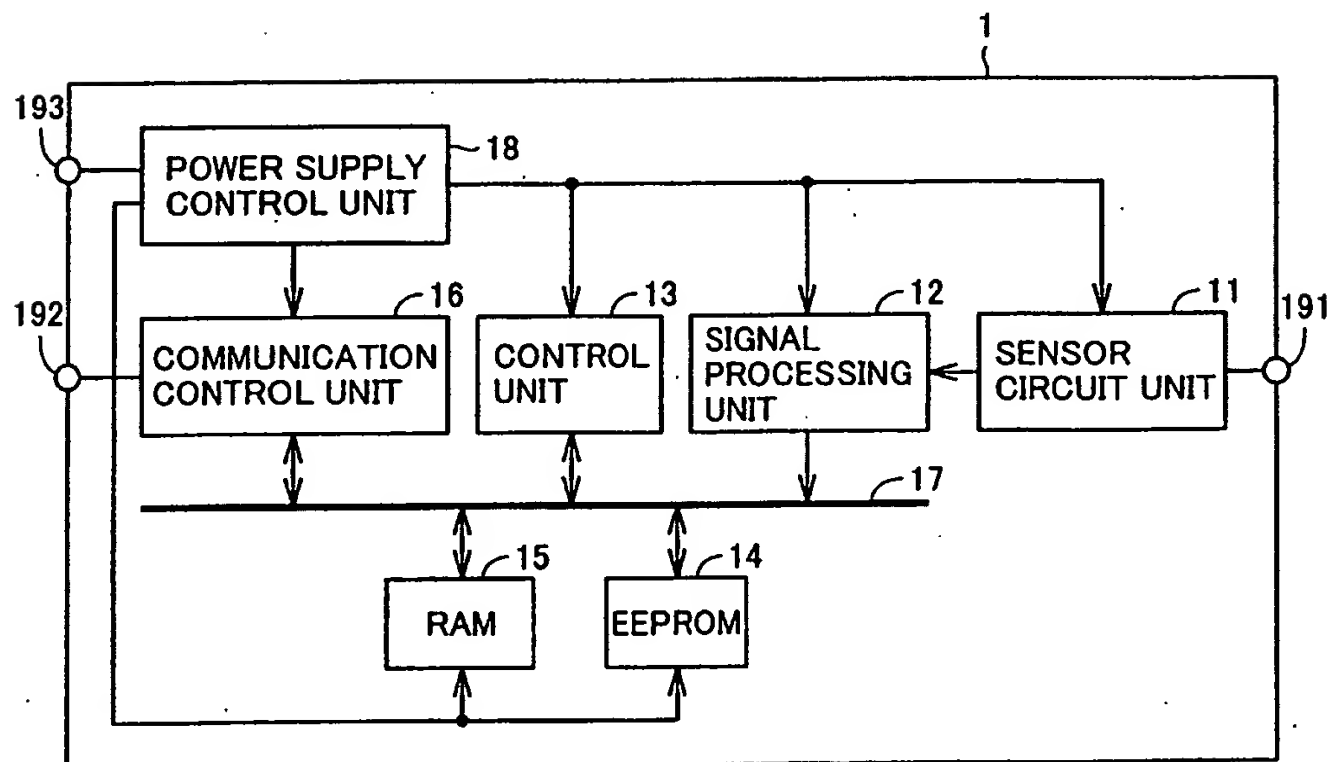 1
193
POWER SUPPLY
CONTROL UNIT
18
192
COMMUNICATION
CONTROL UNIT
16
CONTROL
UNIT
13
SIGNAL
PROCESSING
UNIT
12
SENSOR
CIRCUIT UNIT
11
191
17
RAM
15
EEPROM
14